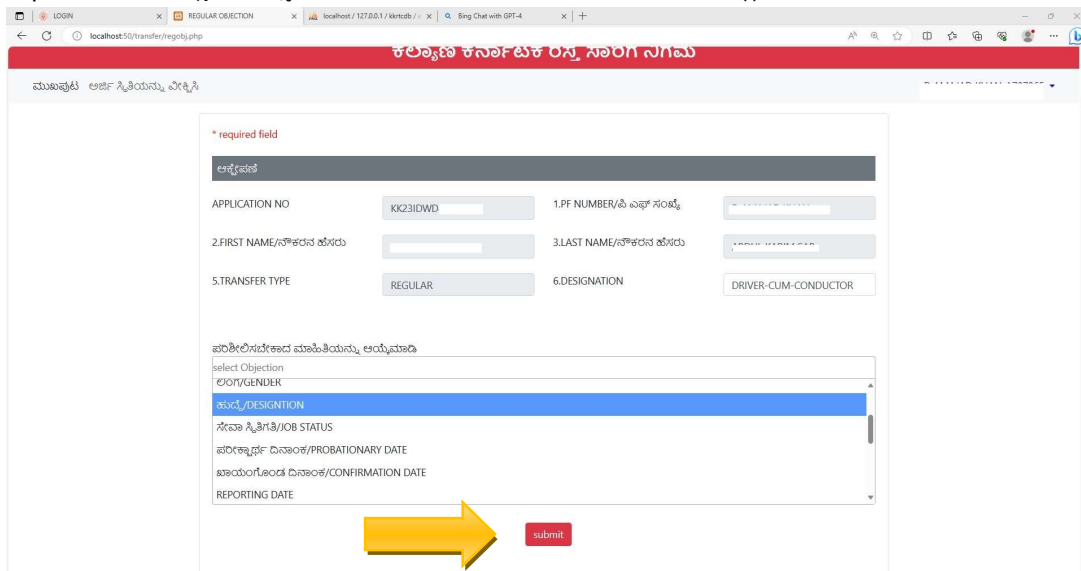 LOGIN
REGULAR OBJECTION
localhost / 127.0.0.1 / kkrtcdb /
Bing Chat with GPT-4
localhost:50/transfer/regobj.php
ಕಲ್ಯಾಣ ಕರ್ನಾಟಕ ರಸ್ತೆ ಸಾರಿಗೆ ನಿಗಮ
ಮುಖಪುಟ ಅರ್ಜಿ ಸ್ಥಿತಿಯನ್ನು ವೀಕ್ಷಿಸಿ
* required field
ಆಕ್ಷೇಪಣೆ
APPLICATION NO KK23IDWD 1.PF NUMBER/ಪಿ ಎಫ್ ಸಂಖ್ಯೆ
2.FIRST NAME/ನೌಕರನ ಹೆಸರು 3.LAST NAME/ನೌಕರನ ಹೆಸರು
5.TRANSFER TYPE REGULAR 6.DESIGNATION DRIVER-CUM-CONDUCTOR
ಪರಿಶೀಲಿಸಬೇಕಾದ ಮಾಹಿತಿಯನ್ನು ಆಯ್ಕೆಮಾಡಿ
select Objection
ಲಿಂಗ/GENDER
ಹುದ್ದೆ/DESIGNTION
ಸೇವಾ ಸ್ಥಿತಿಗತಿ/JOB STATUS
ಪರೀಕ್ಷಾರ್ಥ ದಿನಾಂಕ/PROBATIONARY DATE
ಖಾಯಂಗೊಂಡ ದಿನಾಂಕ/CONFIRMATION DATE
REPORTING DATE
submit